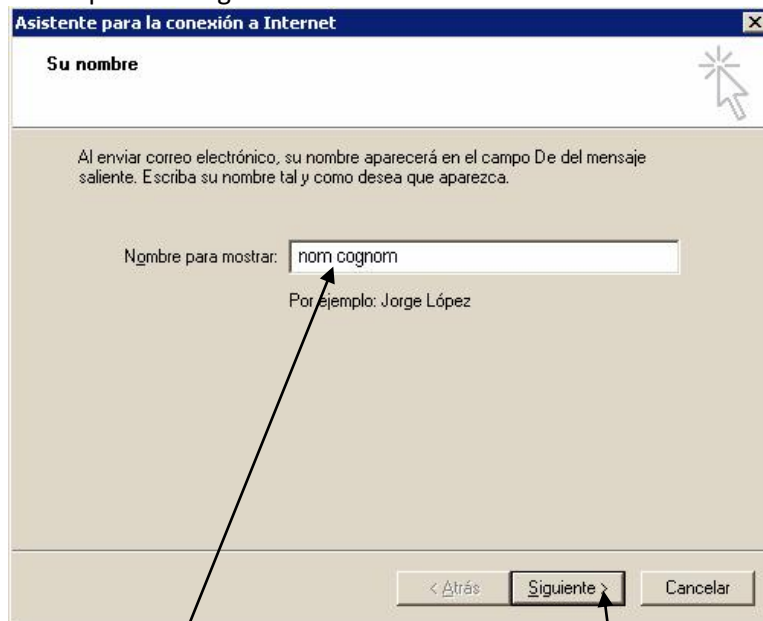 Asistente para la conexión a Internet
Su nombre
Al enviar correo electrónico, su nombre aparecerá en el campo De del mensaje
saliente. Escriba su nombre tal y como desea que aparezca.
Nombre para mostrar: nom cognom
Por ejemplo: Jorge López
< Atrás Siguiente > Cancelar